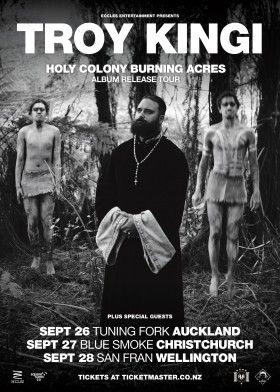 ECCLES ENTERTAINMENT PRESENTS
TROY KINGI
HOLY COLONY BURNING ACRES
ALBUM RELEASE TOUR
PLUS SPECIAL GUESTS
SEPT 26 TUNING FORK AUCKLAND
SEPT 27 BLUE SMOKE CHRISTCHURCH
SEPT 28 SAN FRAN WELLINGTON
TICKETS AT TICKETMASTER.CO.NZ